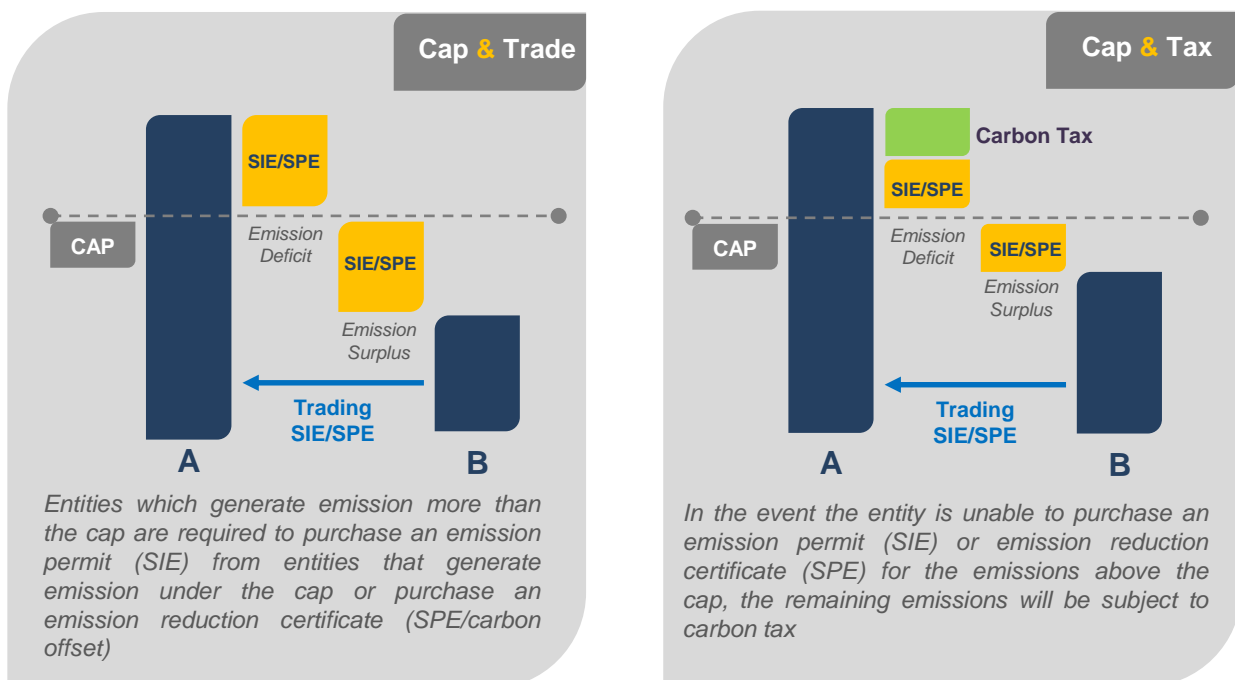 Cap & Trade
SIE/SPE
CAP
Emission
Deficit
SIE/SPE
Emission
Surplus
Trading
SIE/SPE
A
B
Entities which generate emission more than
the cap are required to purchase an emission
permit (SIE) from entities that generate
emission under the cap or purchase an
emission reduction certificate (SPE/carbon
offset)
Cap & Tax
Carbon Tax
SIE/SPE
CAP
Emission
Deficit
SIE/SPE
Emission
Surplus
Trading
SIE/SPE
A
B
In the event the entity is unable to purchase an
emission permit (SIE) or emission reduction
certificate (SPE) for the emissions above the
cap, the remaining emissions will be subject to
carbon tax